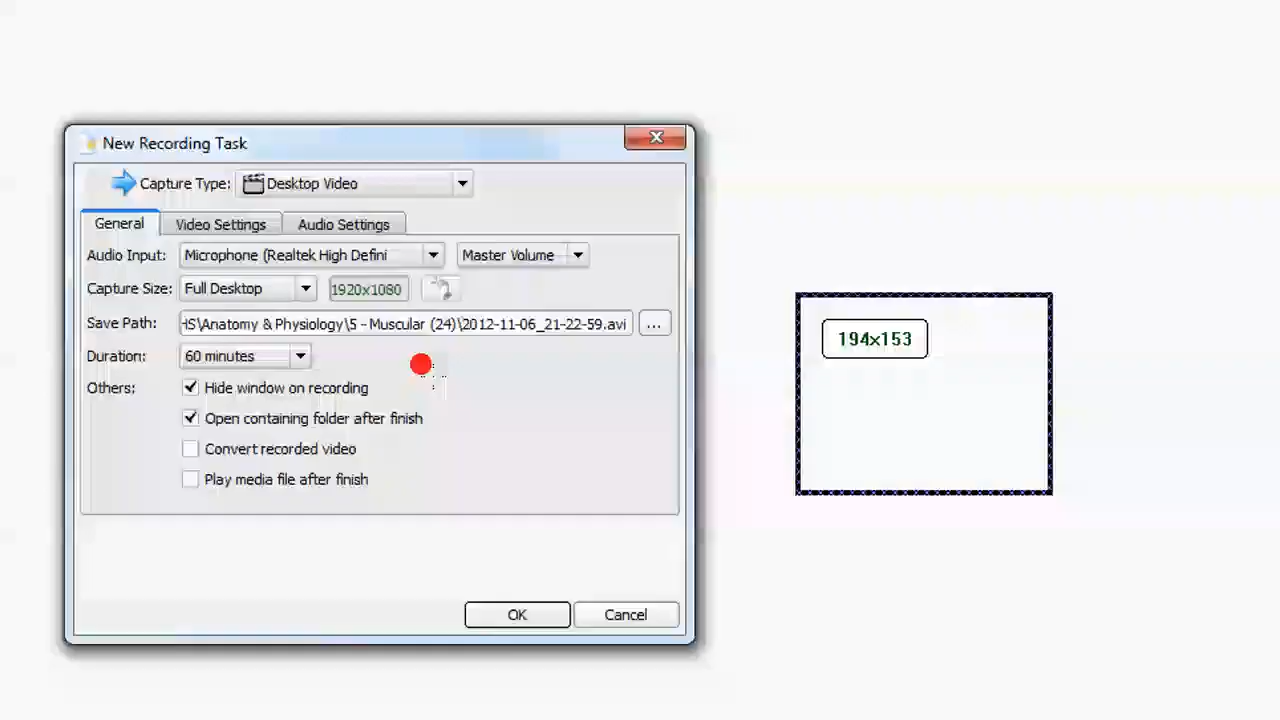 New Recording Task
Capture Type: Desktop Video
General Video Settings Audio Settings
Audio Input: Microphone (Realtek High Defini Master Volume
Capture Size: Full Desktop 1920x1080
Save Path: HS\Anatomy & Physiology\5 - Muscular (24)\2012-11-06_21-22-59.avi ...
Duration: 60 minutes
Others: Hide window on recording
Open containing folder after finish
Convert recorded video
Play media file after finish
OK Cancel
194x153